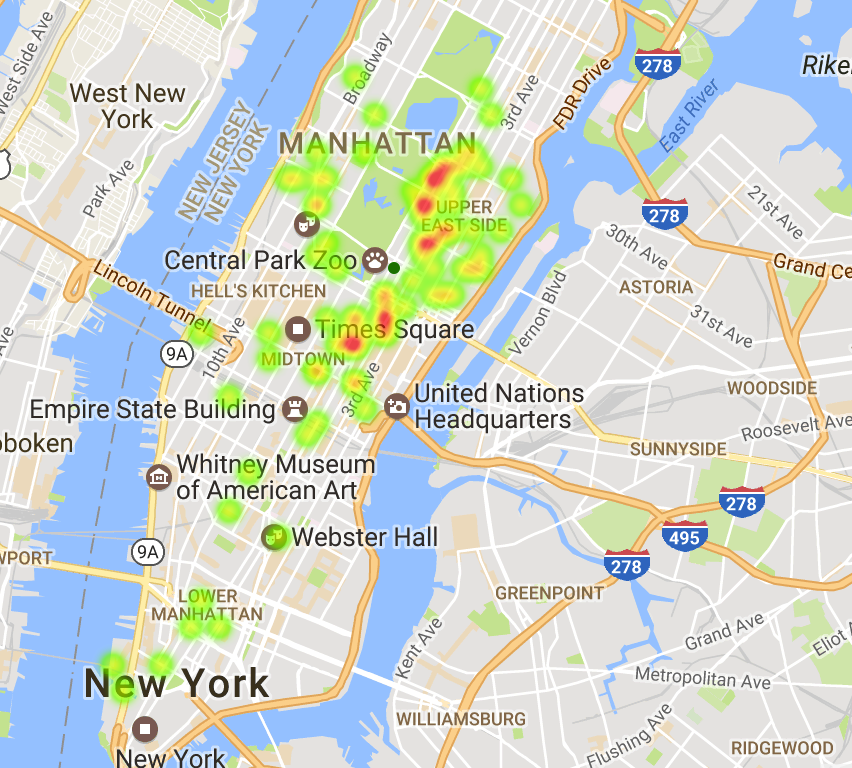 West Side Ave
Broadway
278
Rike
West New
York
3rd Ave
FDR Drive
East River
MANHATTAN
NEW JERSEY
NEW YORK
Park Ave
21st Ave
UPPER
EAST SIDE
278
30th Ave
Central Park Zoo
Grand Ce
Lincoln Tunnel
HELL'S KITCHEN
ASTORIA
Vernon Blvd
31st Ave
Times Square
9A
10th Ave
MIDTOWN
WOODSIDE
3rd Ave
United Nations
Headquarters
Empire State Building
Roosevelt Ave
oboken
SUNNYSIDE
Whitney Museum
of American Art
278
Webster Hall
495
9A
WPORT
278
LOWER
MANHATTAN
GREENPOINT
Grand Ave
Eliot A
Kent Ave
New York
Metropolitan Ave
WILLIAMSBURG
Flushing Ave
RIDGEWOOD
New York